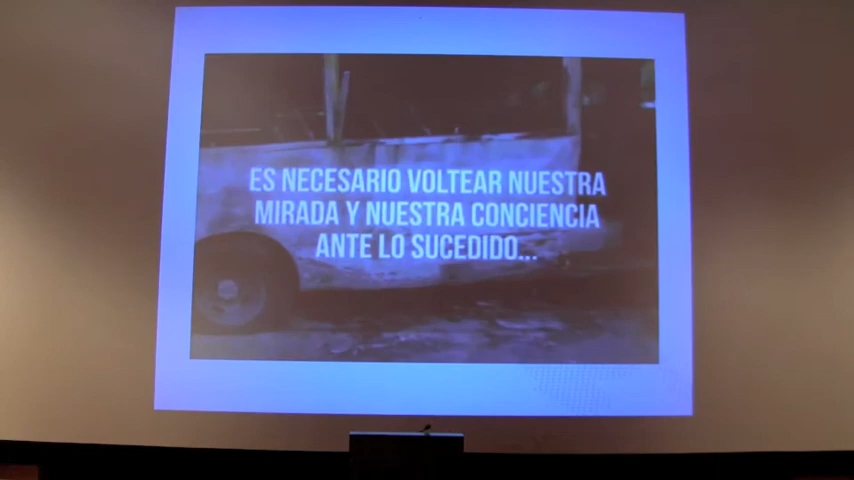 ES NECESARIO VOLTEAR NUESTRA
MIRADA Y NUESTRA CONCIENCIA
ANTE LO SUCEDIDO...